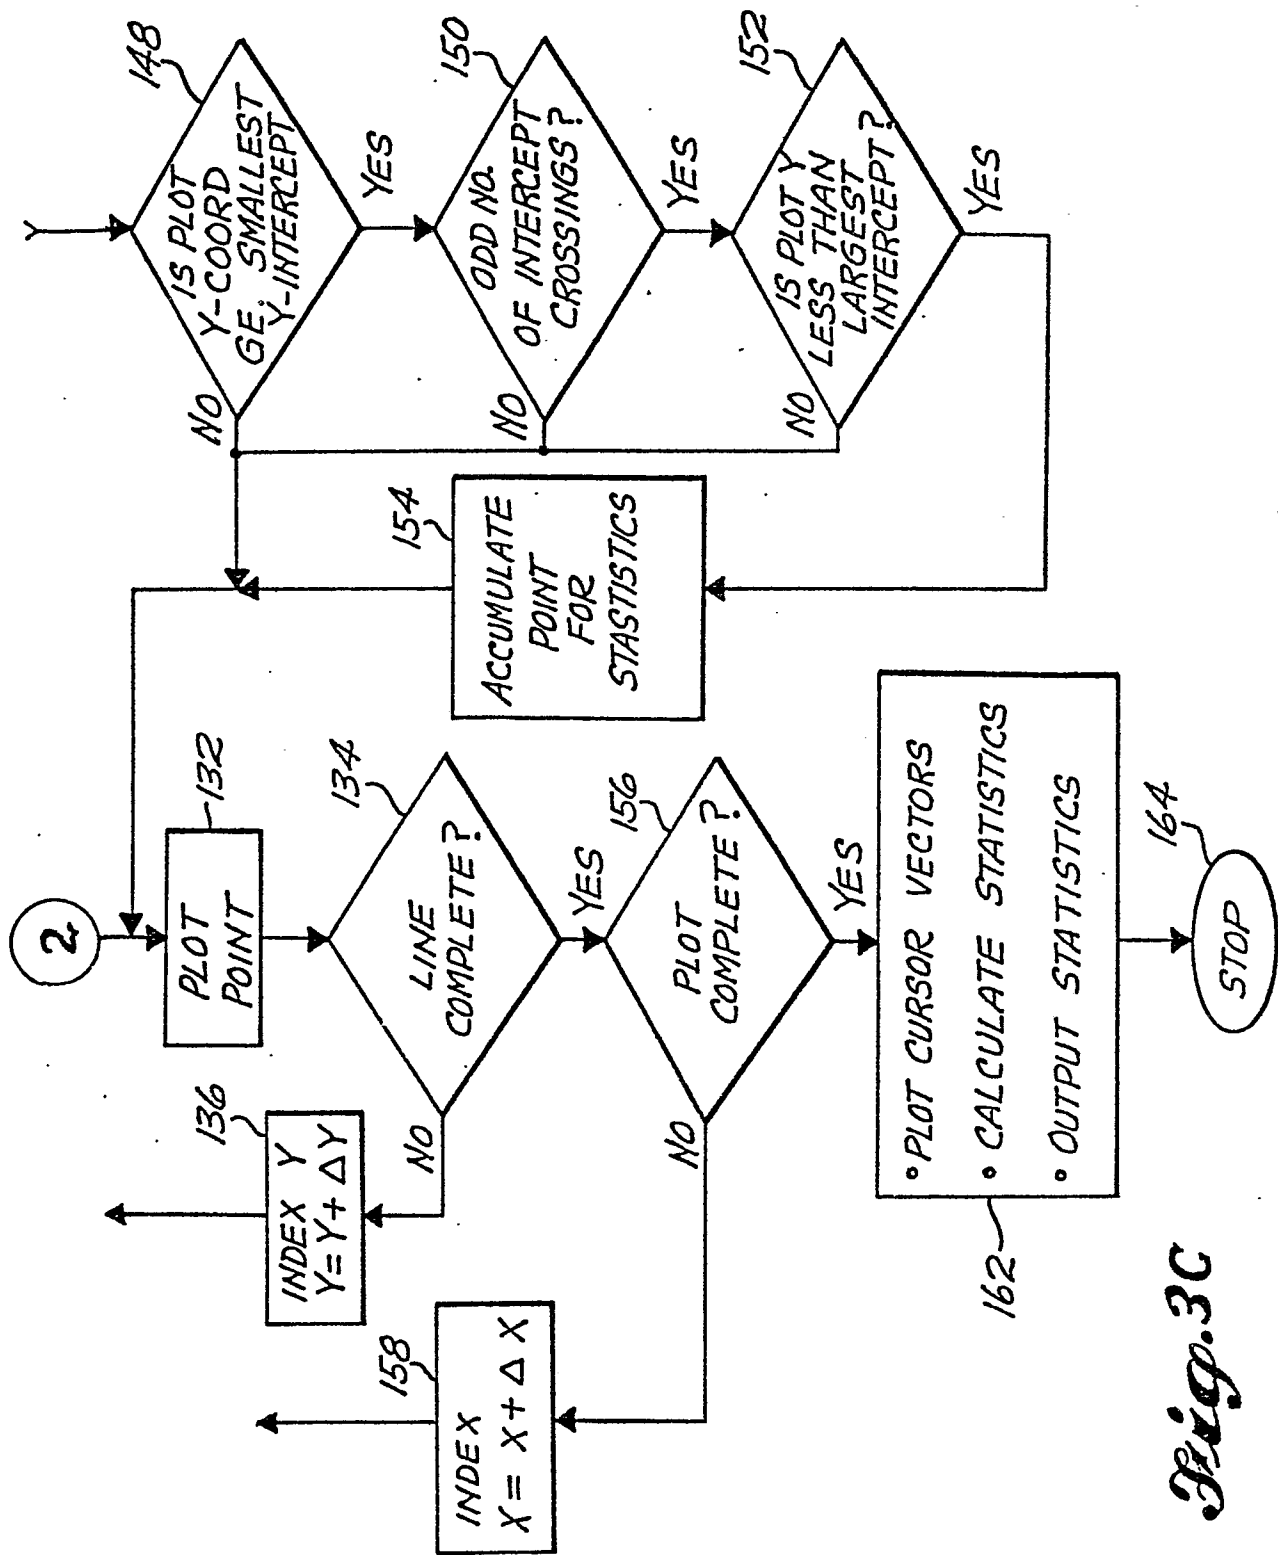 2
PLOT
POINT
132
LINE
COMPLETE?
134
NO
YES
INDEX Y
Y=Y+ΔY
136
PLOT
COMPLETE?
156
NO
YES
INDEX
X=X+ΔX
158
• PLOT CURSOR VECTORS
• CALCULATE STATISTICS
• OUTPUT STATISTICS
162
STOP
164
Y
IS PLOT
Y-COORD
GE. SMALLEST
Y-INTERCEPT
148
NO
YES
ODD NO.
OF INTERCEPT
CROSSINGS?
150
NO
YES
IS PLOT Y
LESS THAN
LARGEST
INTERCEPT?
152
NO
YES
ACCUMULATE
POINT
FOR
STASTISTICS
154
Fig. 3C